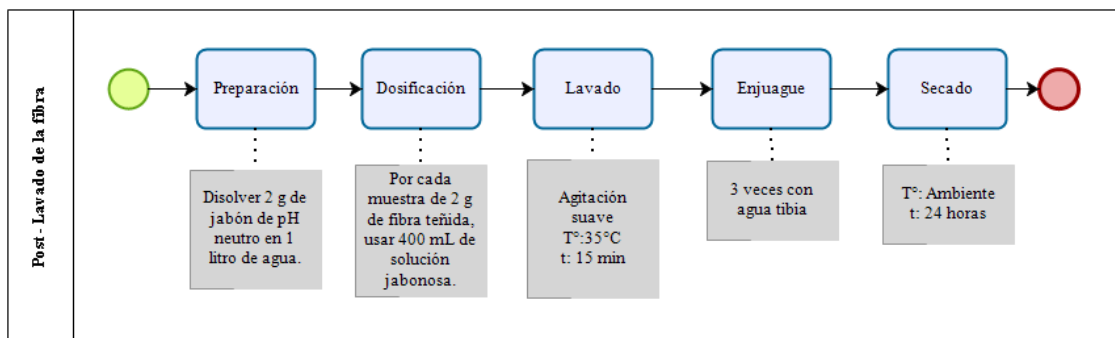 Post - Lavado de la fibra
Preparación
Dosificación
Lavado
Enjuague
Secado
Disolver 2 g de
jabón de pH
neutro en 1
litro de agua.
Por cada
muestra de 2 g
de fibra teñida,
usar 400 mL de
solución
jabonosa.
Agitación
suave
T°:35°C
t: 15 min
3 veces con
agua tibia
T°: Ambiente
t: 24 horas